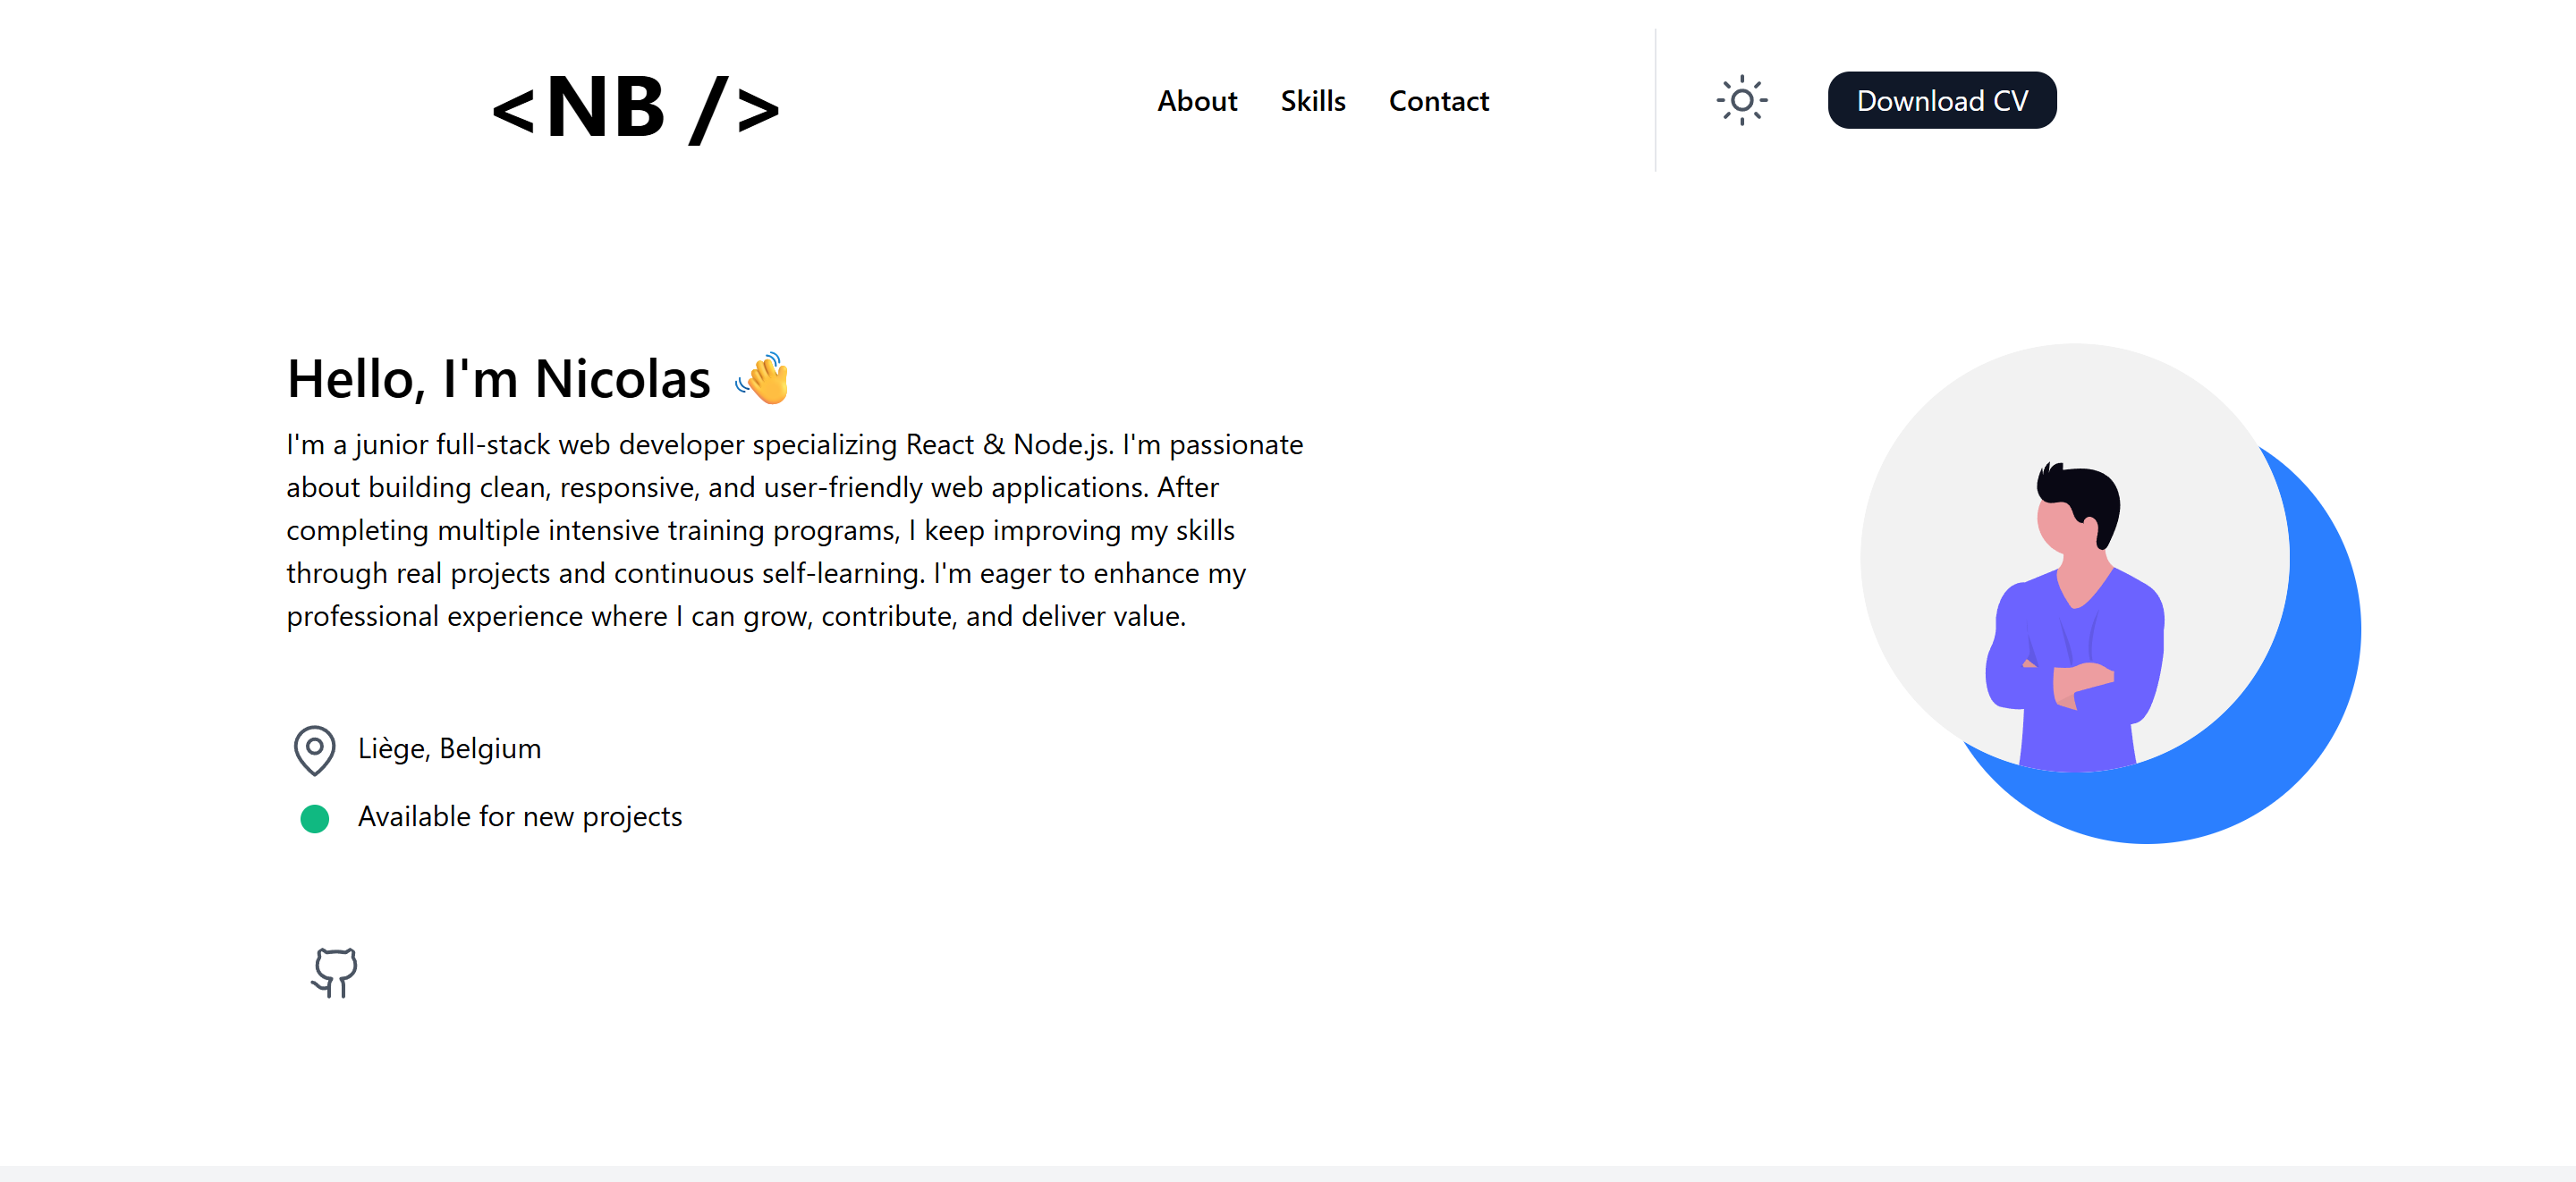 <NB />
About Skills Contact
Download CV
Hello, I'm Nicolas 👋
I'm a junior full-stack web developer specializing React & Node.js. I'm passionate
about building clean, responsive, and user-friendly web applications. After
completing multiple intensive training programs, I keep improving my skills
through real projects and continuous self-learning. I'm eager to enhance my
professional experience where I can grow, contribute, and deliver value.
Liège, Belgium
Available for new projects